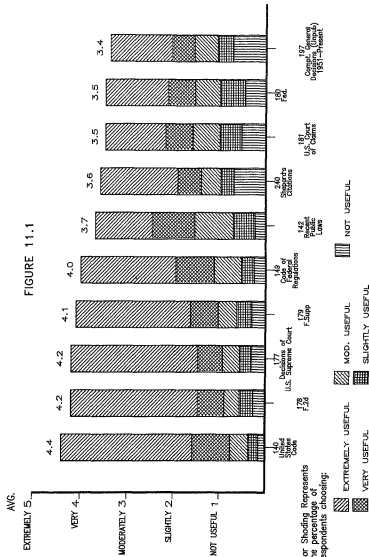 FIGURE 11.1
AVG.
EXTREMELY 5
VERY 4
MODERATELY 3
SLIGHTLY 2
NOT USEFUL 1
4.4
4.2
4.2
4.1
4.0
3.7
3.6
3.5
3.5
3.4
140
United
States
Code
178
F.2d
177
Decisions of
U.S. Supreme Court
179
F.Supp
149
Code of
Federal
Regulations
142
Recent
Public
Laws
240
Shepard's
Citations
181
U.S. Court
of Claims
180
Fed.
197
Compt. General
Decisions (Unpub)
1951-Present
or Shading Represents
he percentage of
spondents choosing:
EXTREMELY USEFUL
VERY USEFUL
MOD. USEFUL
SLIGHTLY USEFUL
NOT USEFUL